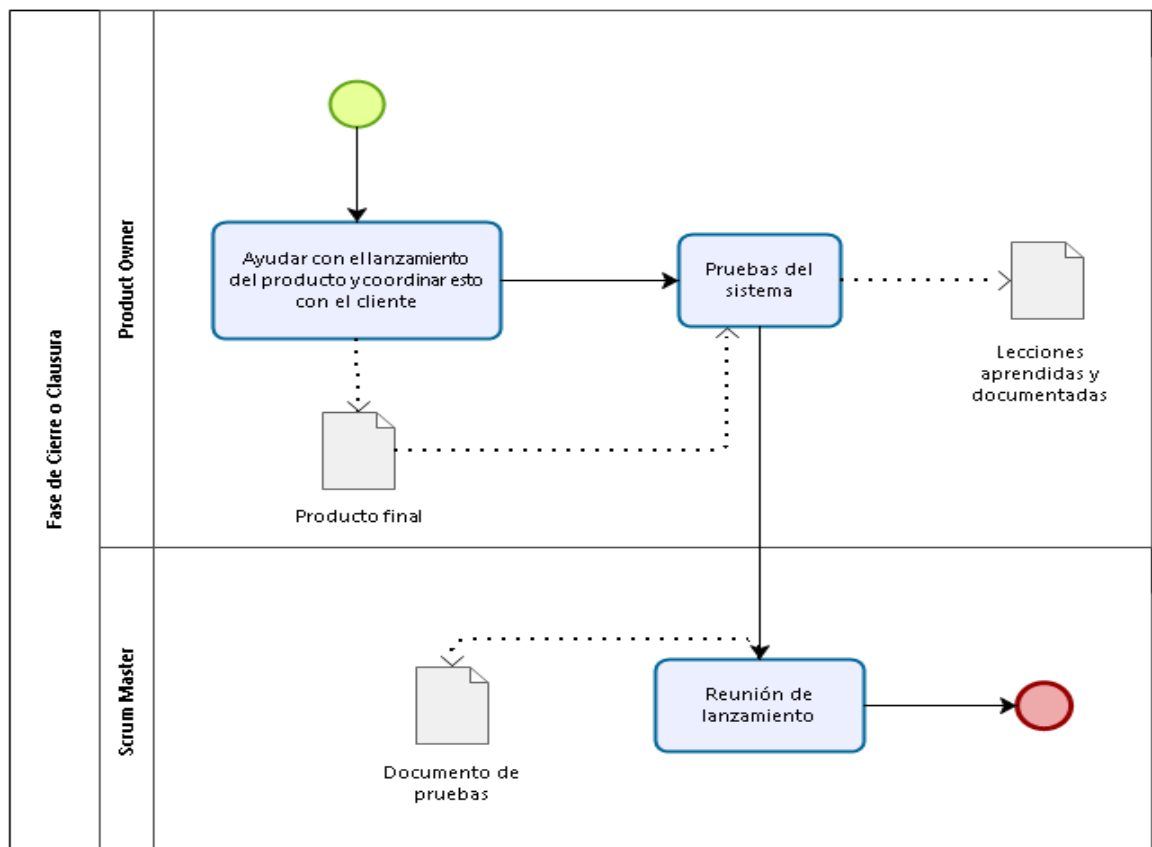 Fase de Cierre o Clausura
Product Owner
Ayudar con el lanzamiento
del producto y coordinar esto
con el cliente
Pruebas del
sistema
Lecciones
aprendidas y
documentadas
Producto final
Scrum Master
Reunión de
lanzamiento
Documento de
pruebas